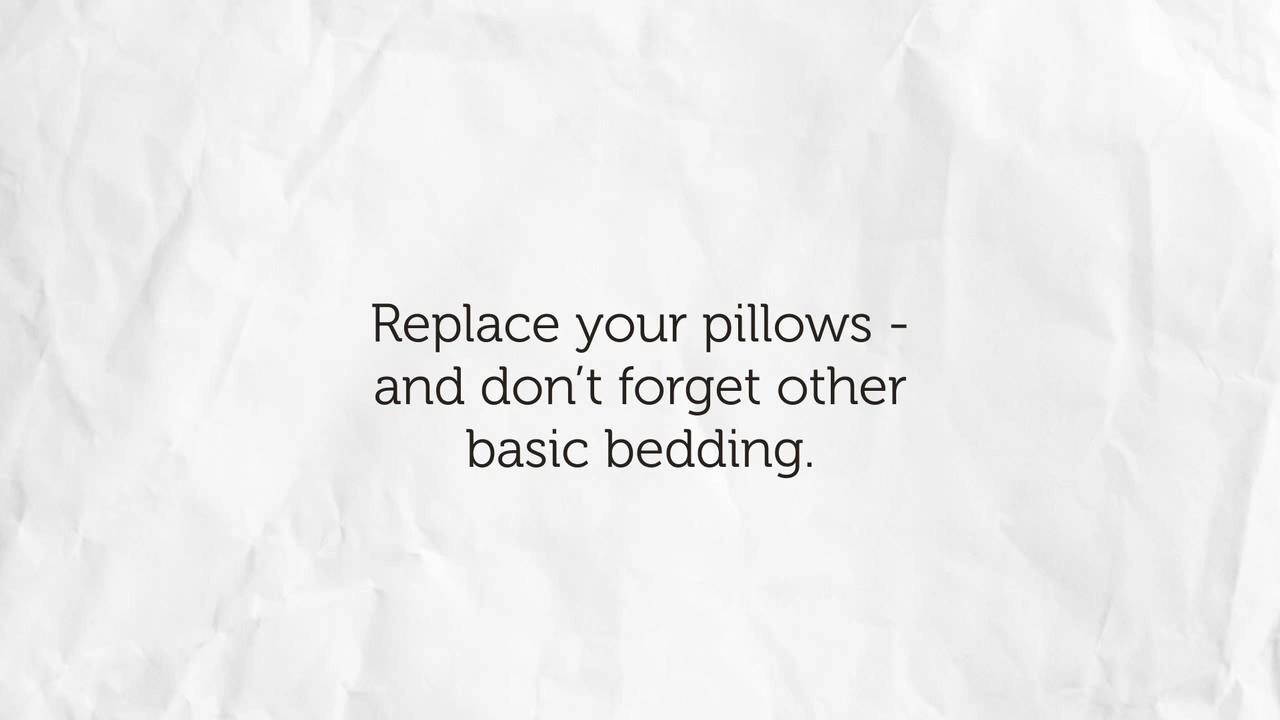 Replace your pillows -
and don’t forget other
basic bedding.